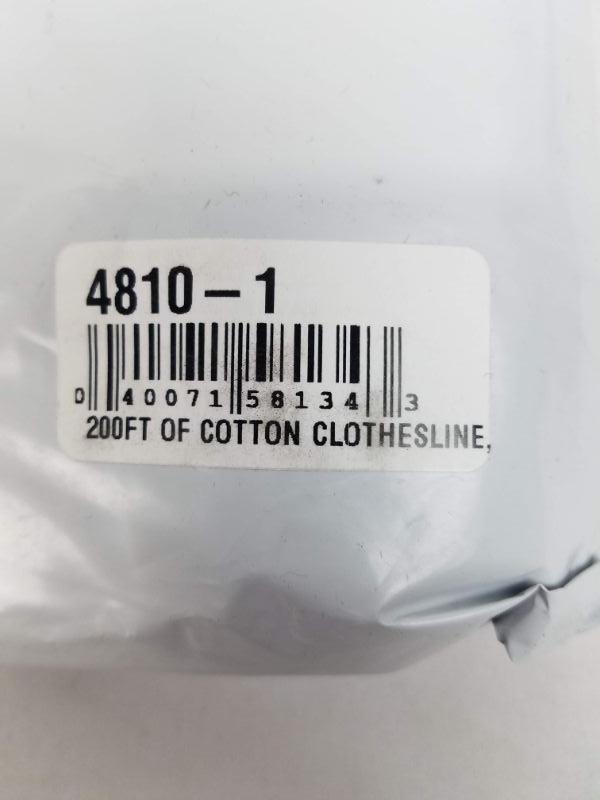 4810-1
0 40071 58134 3
200FT OF COTTON CLOTHESLINE,